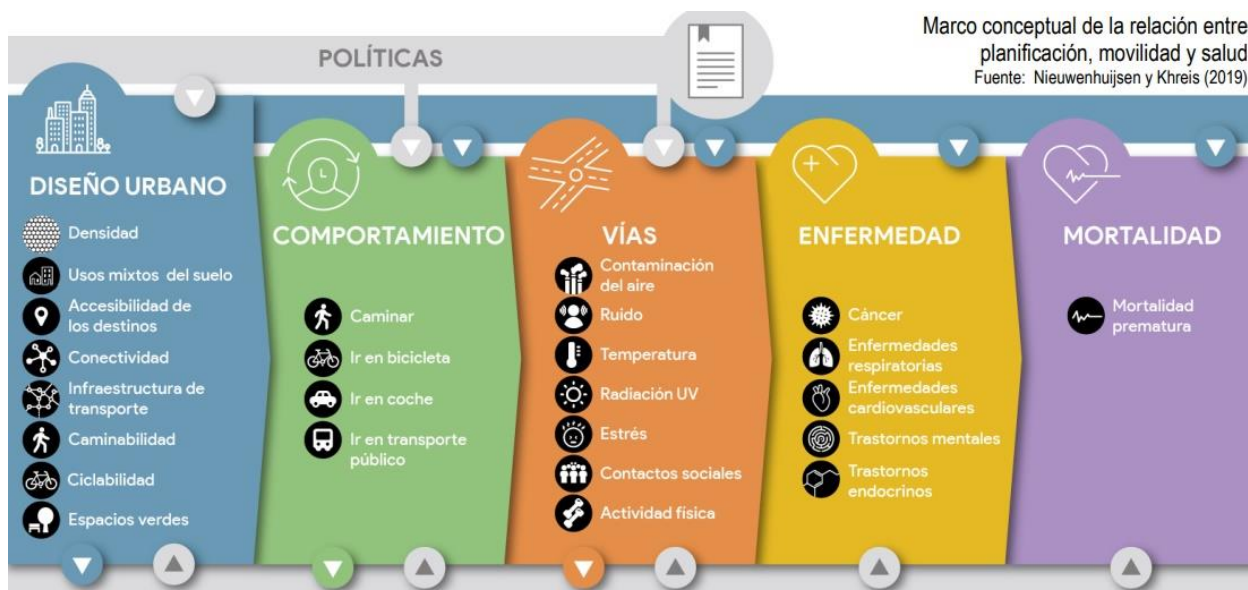 Marco conceptual de la relación entre
planificación, movilidad y salud
Fuente: Nieuwenhuijsen y Khreis (2019)
POLÍTICAS
DISEÑO URBANO
Densidad
Usos mixtos del suelo
Accesibilidad de
los destinos
Conectividad
Infraestructura de
transporte
Caminabilidad
Ciclabilidad
Espacios verdes
COMPORTAMIENTO
Caminar
Ir en bicicleta
Ir en coche
Ir en transporte
público
VÍAS
Contaminación
del aire
Ruido
Temperatura
Radiación UV
Estrés
Contactos sociales
Actividad física
ENFERMEDAD
Cáncer
Enfermedades
respiratorias
Enfermedades
cardiovasculares
Trastornos mentales
Trastornos
endocrinos
MORTALIDAD
Mortalidad
prematura